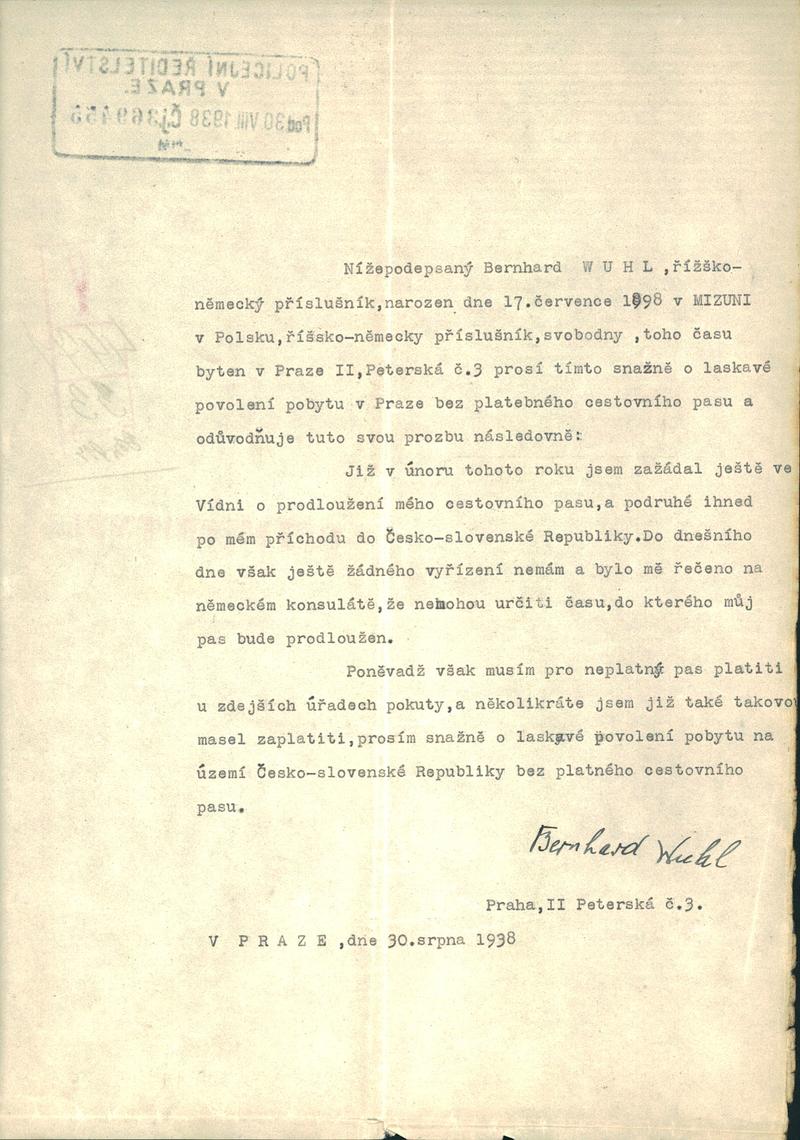 POLICEJNÍ ŘEDITELSTVÍ
V PRAZE.
Pod 30 VIII. 1938 Čj369455
Nížepodepsaný Bernhard W U H L ,řížško-
německý příslušník,narozen dne 17.července 1898 v MIZUNI
v Polsku,říšsko-německy příslušník,svobodny ,toho času
byten v Praze II,Peterská č.3 prosí tímto snažně o laskavé
povolení pobytu v Praze bez platebného cestovního pasu a
odůvodňuje tuto svou prozbu následovně:
Již v únoru tohoto roku jsem zažádal ještě ve
Vídni o prodloužení mého cestovního pasu,a podruhé ihned
po mém příchodu do Česko-slovenské Republiky.Do dnešního
dne však ještě žádného vyřízení nemám a bylo mě řečeno na
německém konsulátě,že nemohou určiti času,do kterého můj
pas bude prodloužen.
Poněvadž však musím pro neplatný pas platiti
u zdejších úřadech pokuty,a několikráte jsem již také takovou
masel zaplatiti,prosím snažně o laskavé povolení pobytu na
území Česko-slovenské Republiky bez platného cestovního
pasu.
Bernhard Wuhl
Praha,II Peterská č.3.
V P R A Z E ,dne 30.srpna 1938